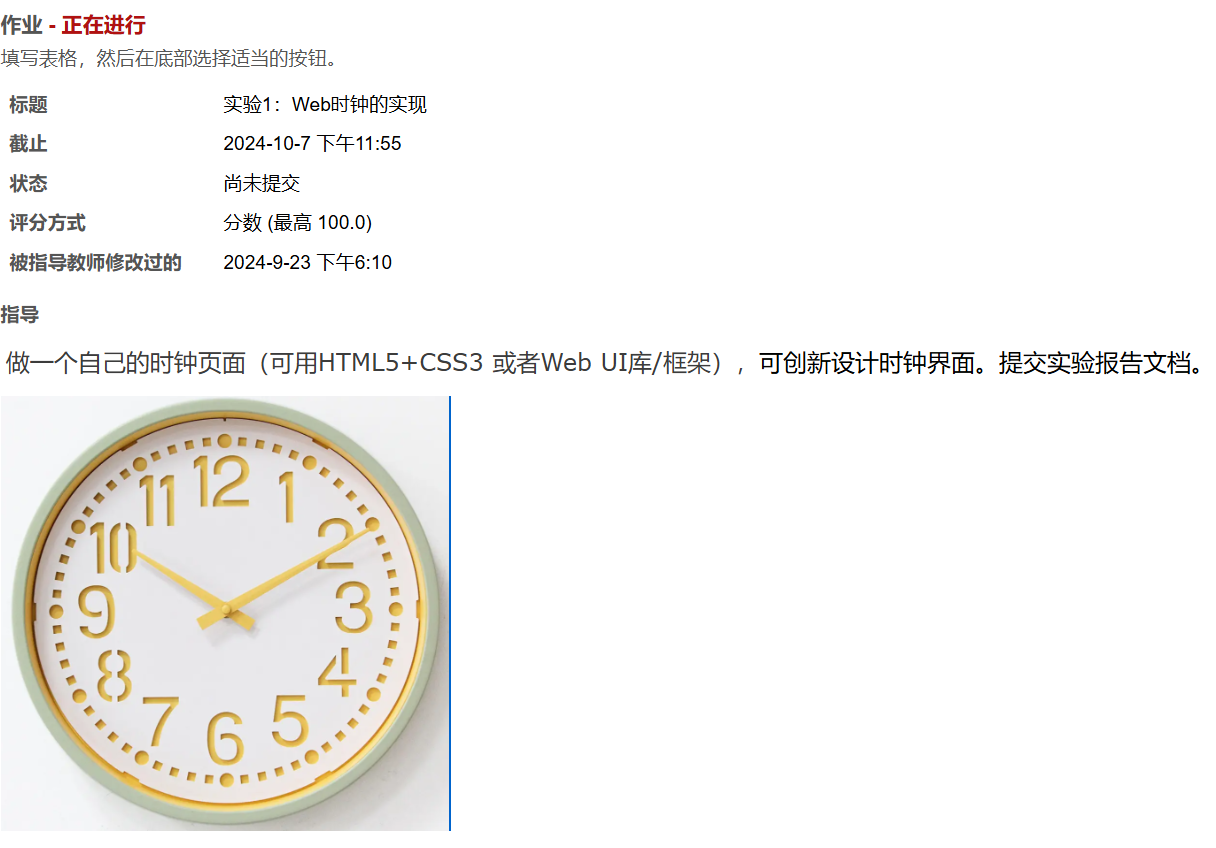 作业 - 正在进行
填写表格，然后在底部选择适当的按钮。
标题 实验1：Web时钟的实现
截止 2024-10-7 下午11:55
状态 尚未提交
评分方式 分数 (最高 100.0)
被指导教师修改过的 2024-9-23 下午6:10
指导
做一个自己的时钟页面（可用HTML5+CSS3 或者Web UI库/框架），可创新设计时钟界面。提交实验报告文档。
12
11
1
10
2
9
3
8
4
7
5
6